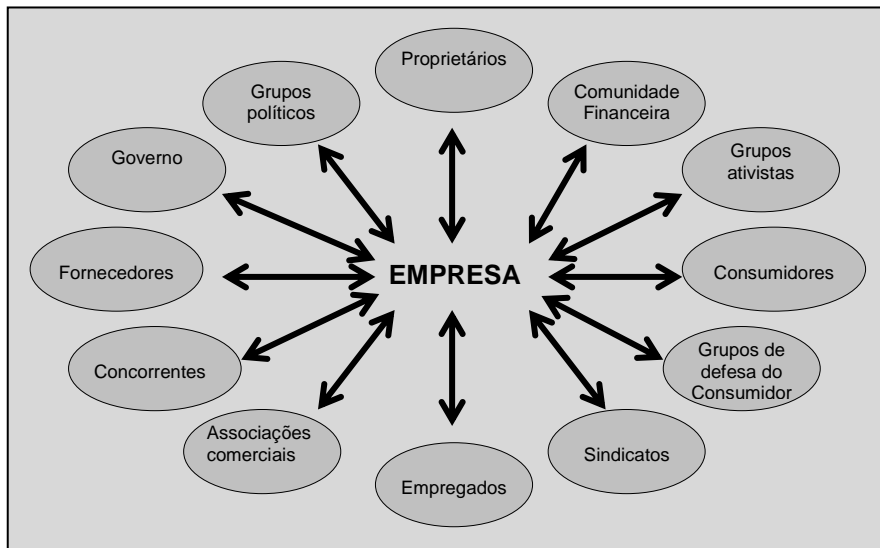 Proprietários
Grupos
políticos
Comunidade
Financeira
Governo
Grupos
ativistas
Fornecedores
EMPRESA
Consumidores
Concorrentes
Grupos de
defesa do
Consumidor
Associações
comerciais
Empregados
Sindicatos